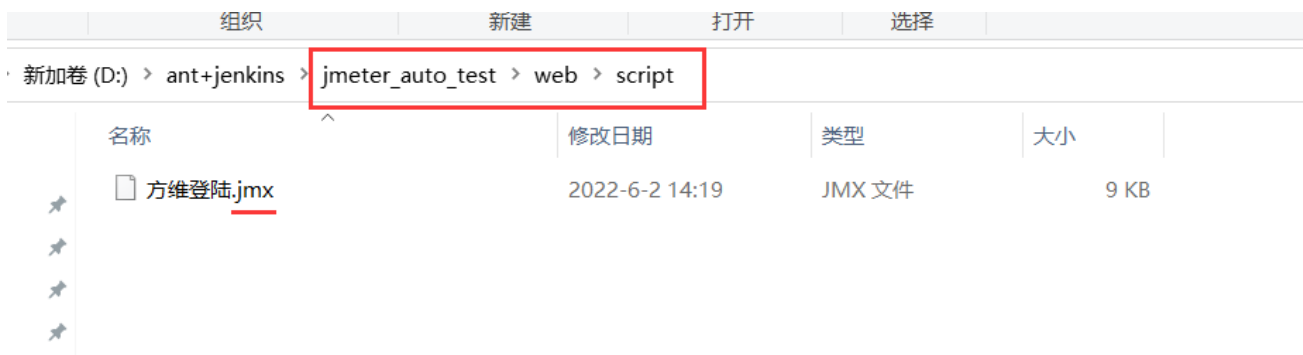 组织 新建 打开 选择
新加卷 (D:) > ant+jenkins > jmeter_auto_test > web > script
名称 修改日期 类型 大小
方维登陆.jmx 2022-6-2 14:19 JMX 文件 9 KB